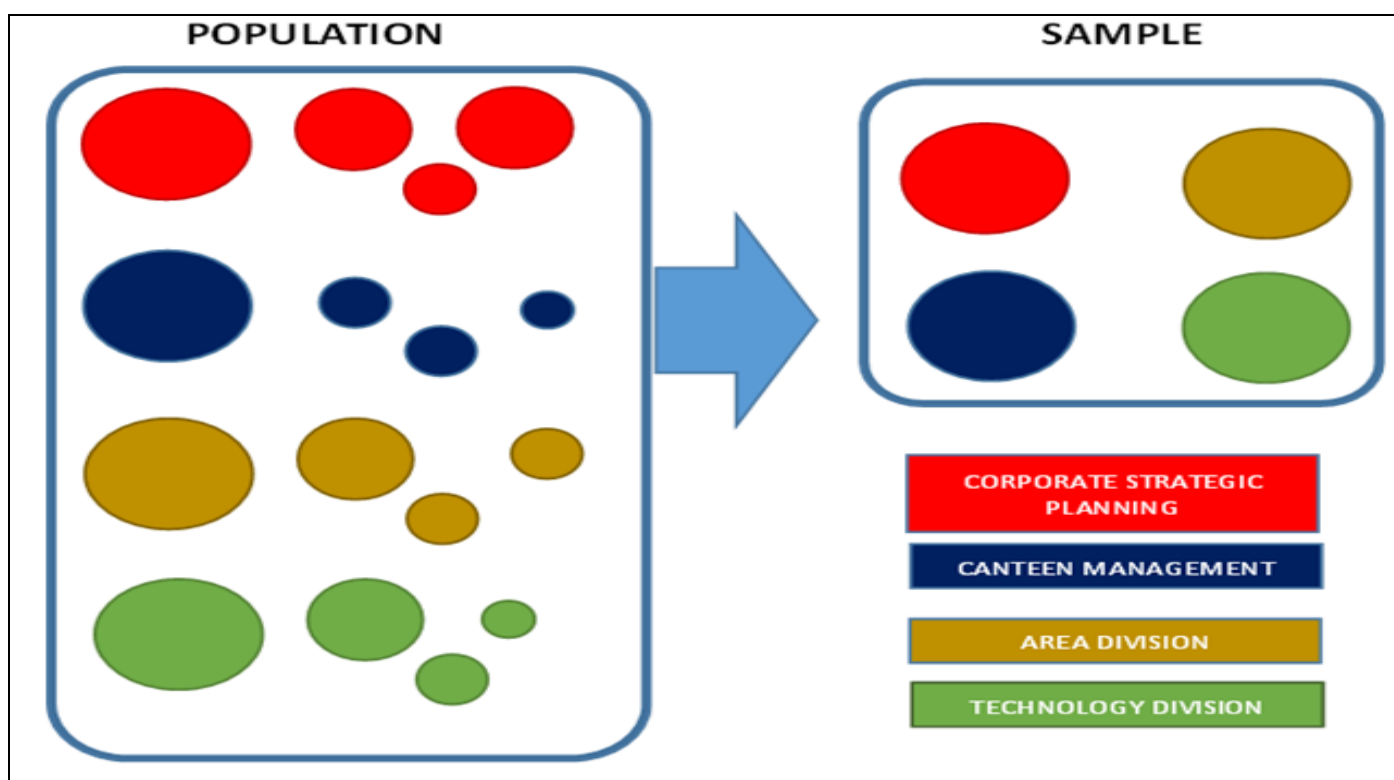 POPULATION
SAMPLE
CORPORATE STRATEGIC
PLANNING
CANTEEN MANAGEMENT
AREA DIVISION
TECHNOLOGY DIVISION